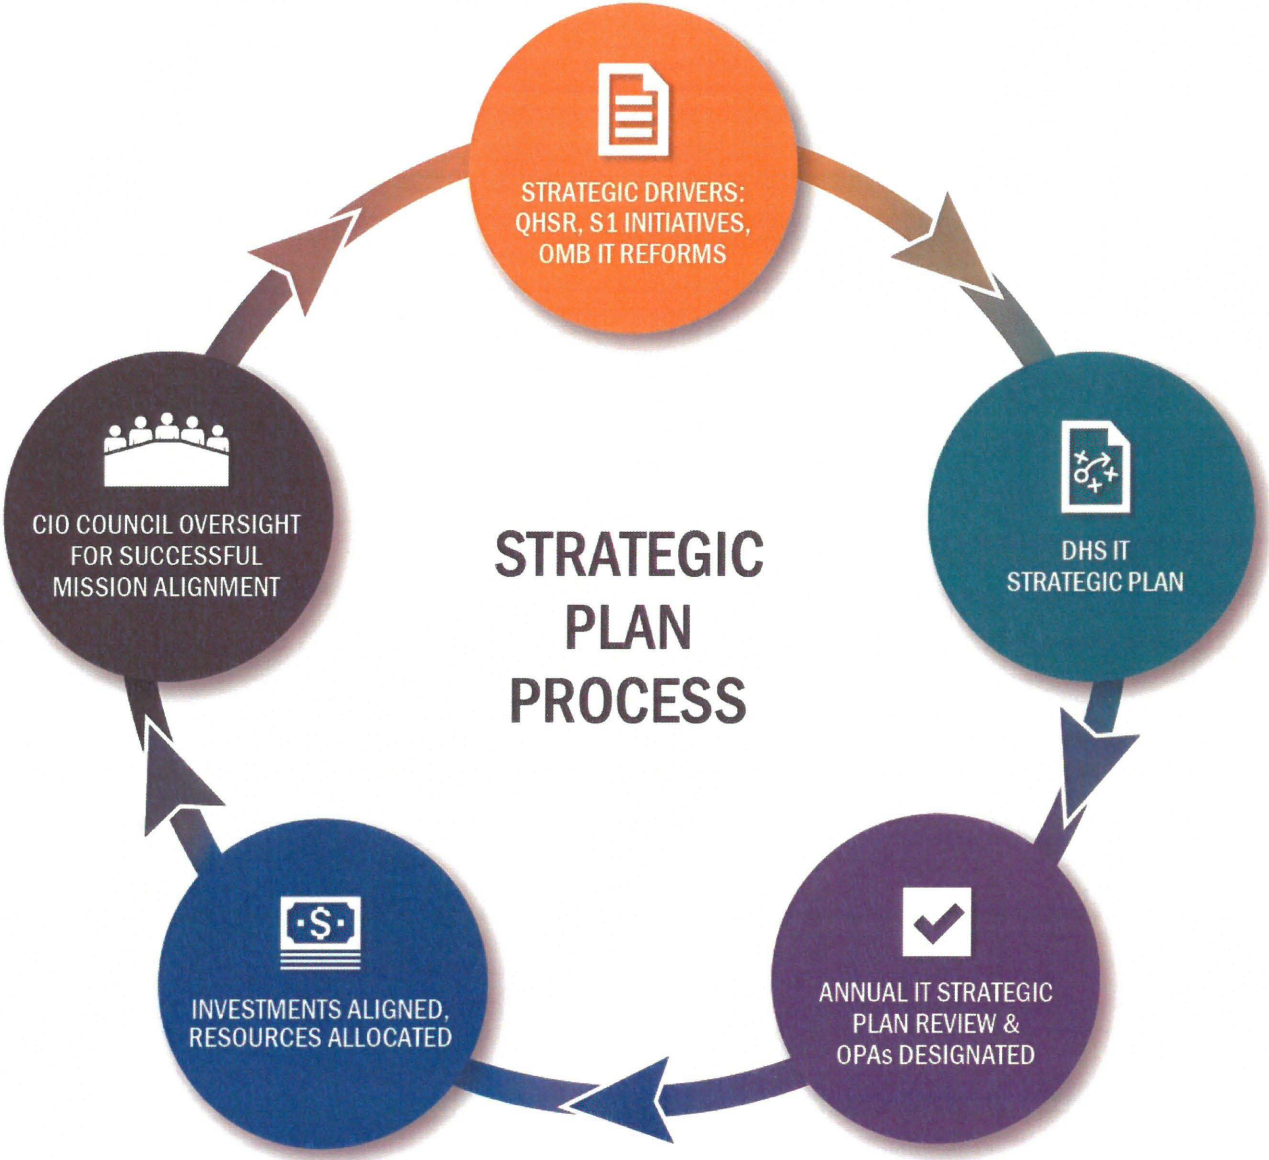 STRATEGIC DRIVERS:
QHSR, S1 INITIATIVES,
OMB IT REFORMS
DHS IT
STRATEGIC PLAN
ANNUAL IT STRATEGIC
PLAN REVIEW &
OPAs DESIGNATED
INVESTMENTS ALIGNED,
RESOURCES ALLOCATED
CIO COUNCIL OVERSIGHT
FOR SUCCESSFUL
MISSION ALIGNMENT
STRATEGIC
PLAN
PROCESS